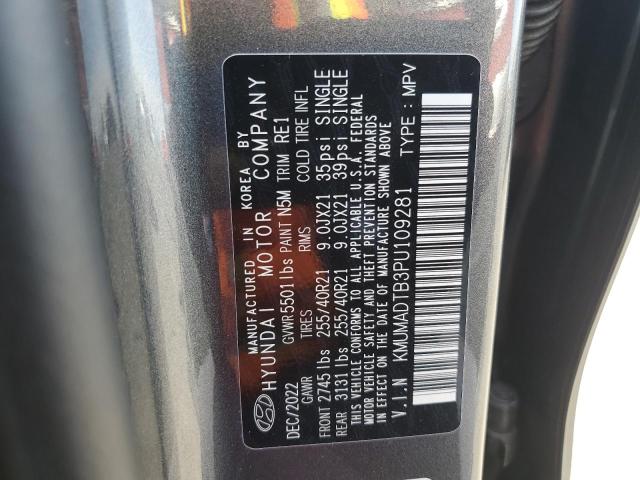 MANUFACTURED IN KOREA BY
HYUNDAI MOTOR COMPANY
DEC/2022 GVWR 5501 lbs PAINT N5M TRIM RE1
GAWR TIRES RIMS COLD TIRE INFL
FRONT 2745 lbs 255/40R21 9.0JX21 35psi SINGLE
REAR 3131 lbs 255/40R21 9.0JX21 39psi SINGLE
THIS VEHICLE CONFORMS TO ALL APPLICABLE U.S.A. FEDERAL
MOTOR VEHICLE SAFETY AND THEFT PREVENTION STANDARDS
IN EFFECT ON THE DATE OF MANUFACTURE SHOWN ABOVE
V.I.N KMUMADTB3PU109281 TYPE : MPV